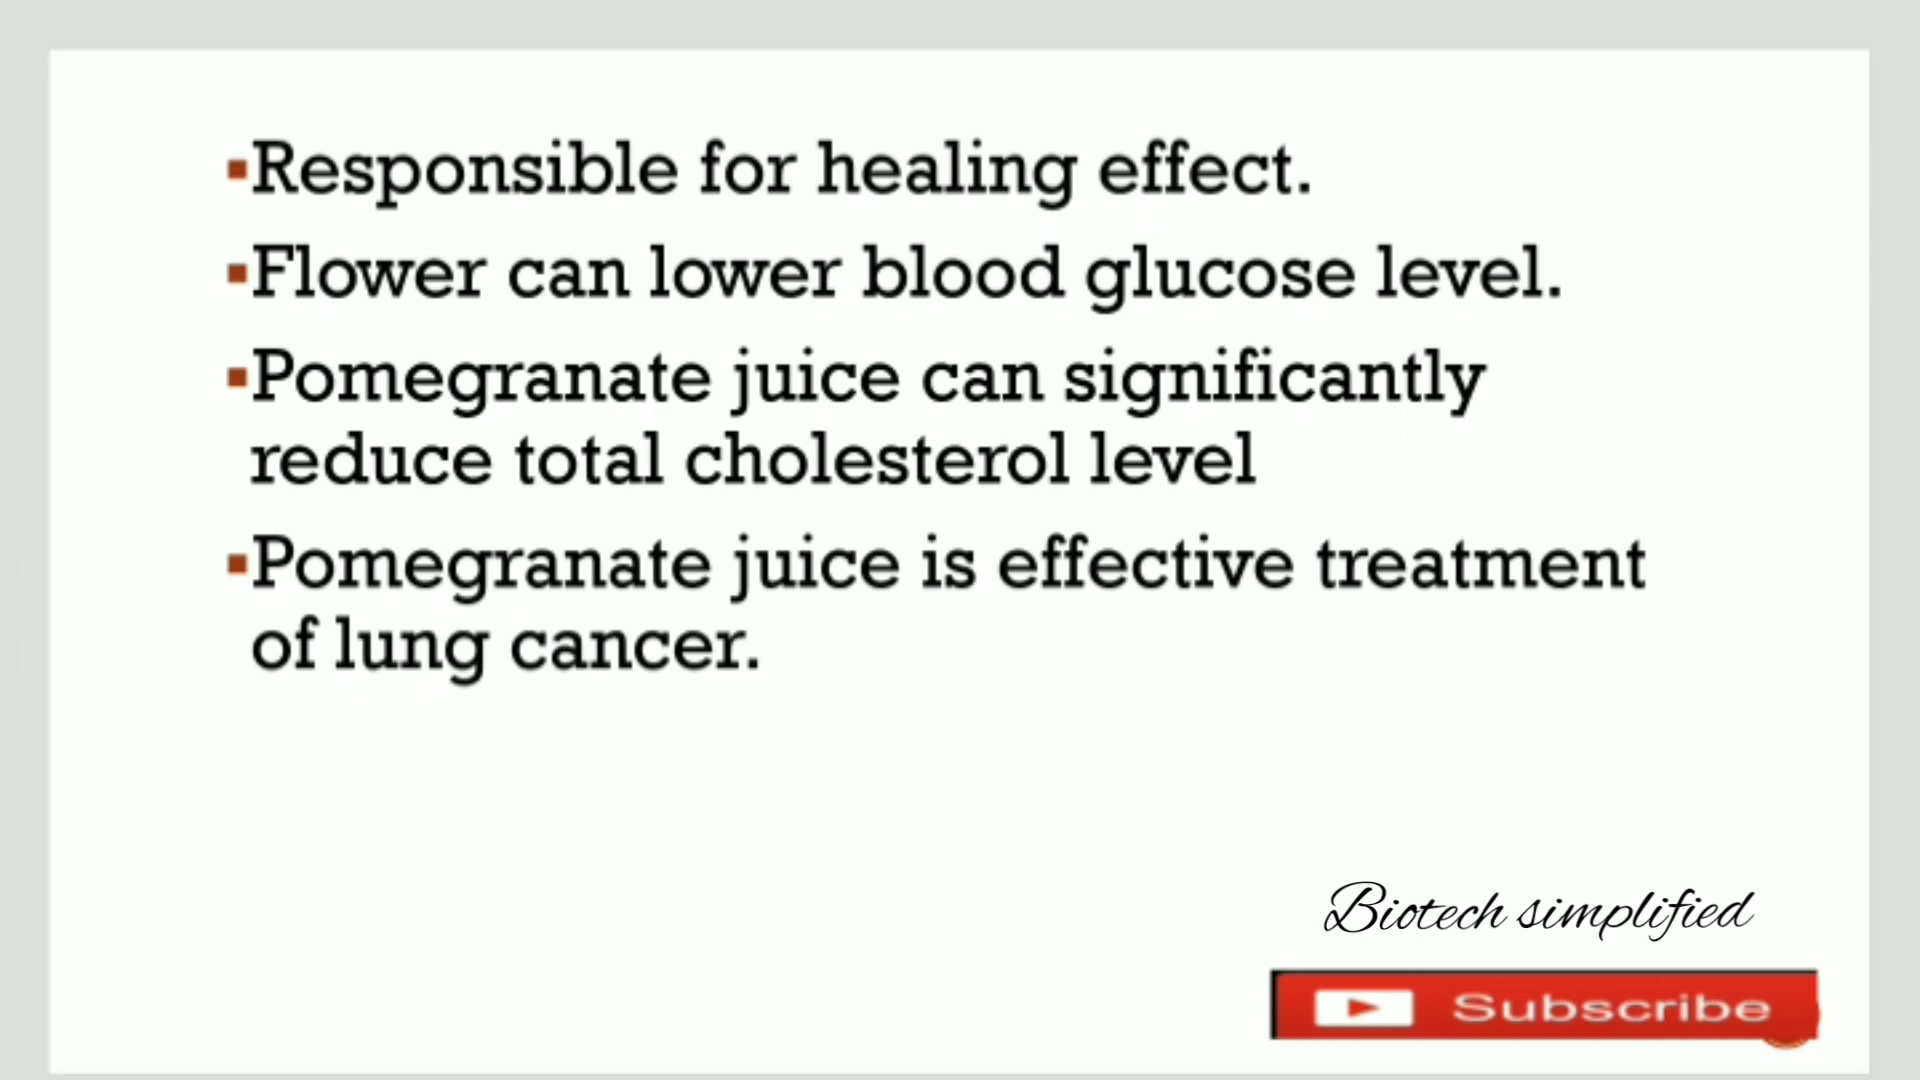 ▪Responsible for healing effect.
▪Flower can lower blood glucose level.
▪Pomegranate juice can significantly
reduce total cholesterol level
▪Pomegranate juice is effective treatment
of lung cancer.
Biotech simplified
Subscribe